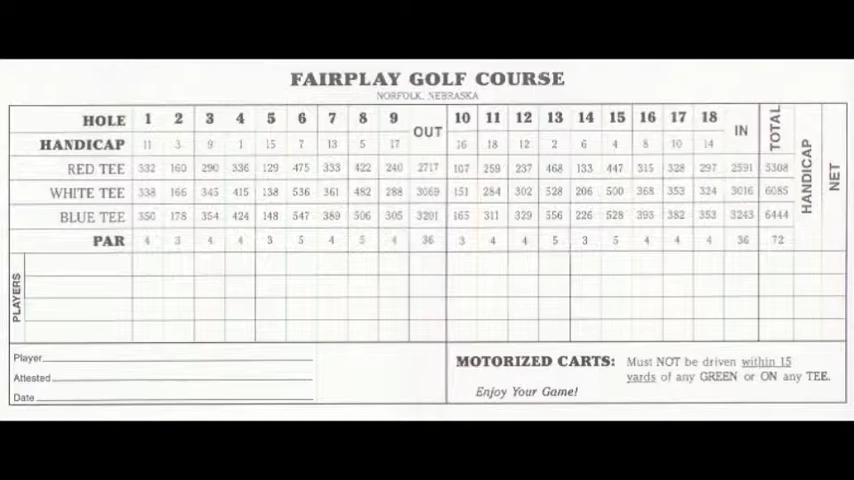 FAIRPLAY GOLF COURSE
NORFOLK, NEBRASKA
HOLE 1 2 3 4 5 6 7 8 9 OUT 10 11 12 13 14 15 16 17 18 IN TOTAL HANDICAP NET
HANDICAP 11 3 9 1 15 7 13 5 17 16 18 12 2 6 4 8 10 14
RED TEE 332 160 290 336 129 475 333 422 240 2717 107 259 237 468 133 447 315 328 297 2591 5308
WHITE TEE 338 166 345 415 138 536 361 482 288 3069 151 284 302 528 206 500 368 353 324 3016 6085
BLUE TEE 350 178 354 424 148 547 389 506 305 3201 165 311 329 556 226 528 393 382 353 3243 6444
PAR 4 3 4 4 3 5 4 5 4 36 3 4 4 5 3 5 4 4 4 36 72
PLAYERS
Player
Attested
Date
MOTORIZED CARTS: Must NOT be driven within 15
yards of any GREEN or ON any TEE.
Enjoy Your Game!